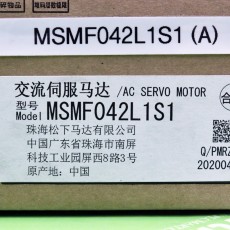 MSMF042L1S1 (A)
交流伺服马达 /AC SERVO MOTOR
型号
Model MSMF042L1S1
合
珠海松下马达有限公司
中国广东省珠海市南屏
科技工业园屏西8路3号
原产地: 中国
Q/PMRZ
202004